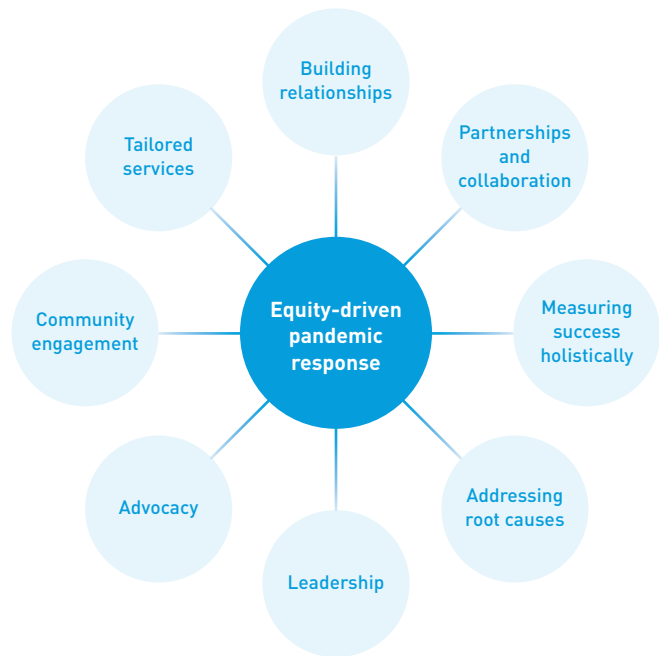 Building
relationships
Partnerships
and
collaboration
Tailored
services
Equity-driven
pandemic
response
Community
engagement
Measuring
success
holistically
Advocacy
Addressing
root causes
Leadership